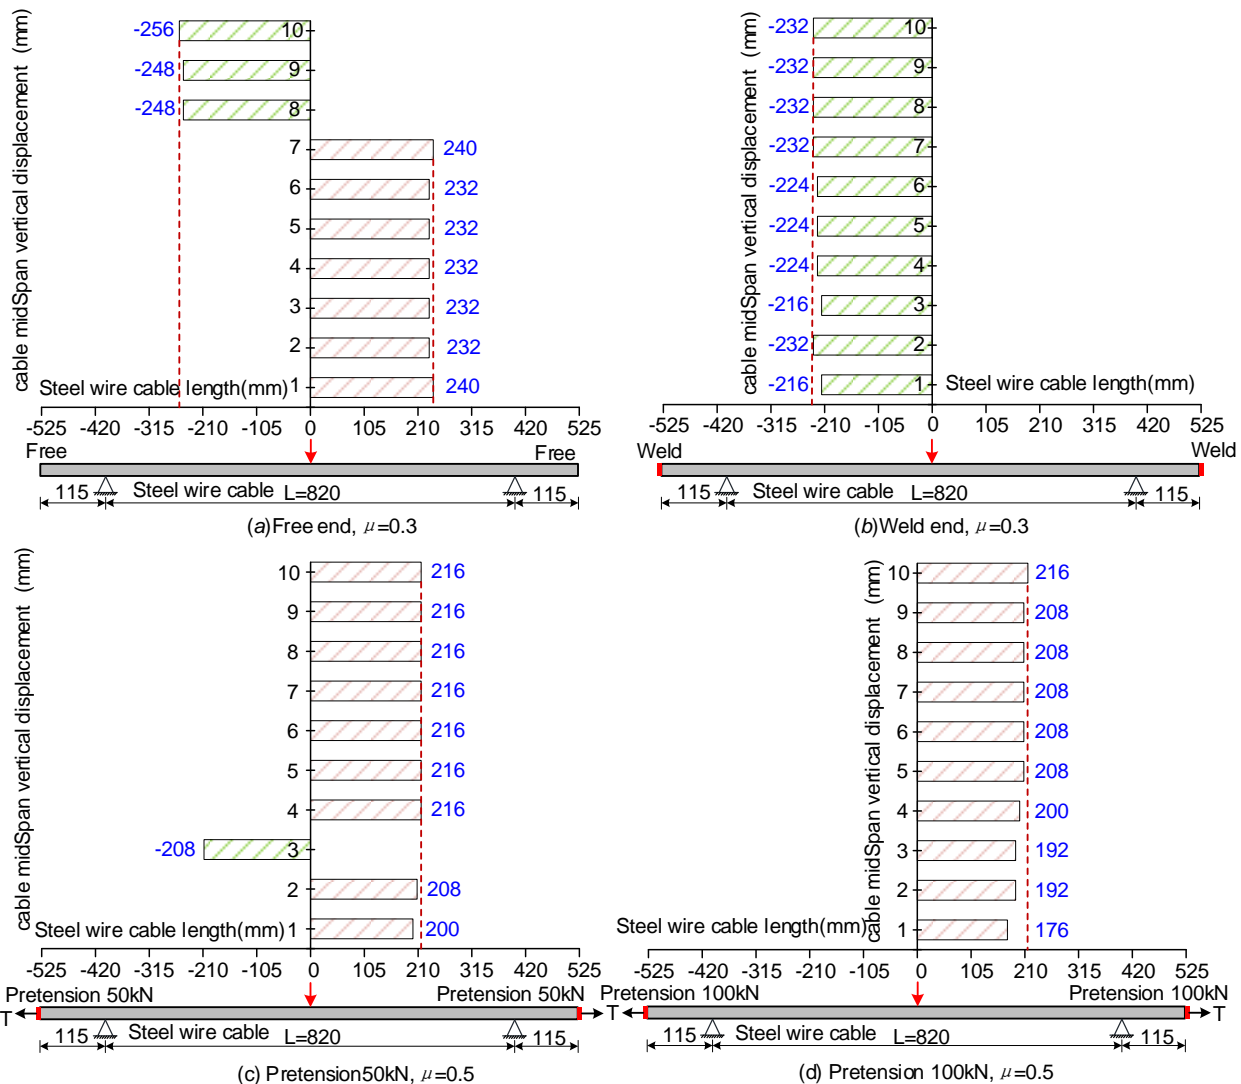 cable midSpan vertical displacement (mm)
-256 10
-248 9
-248 8
7 240
6 232
5 232
4 232
3 232
2 232
1 240
Steel wire cable length(mm)
-525 -420 -315 -210 -105 0 105 210 315 420 525
Free Free
115 Steel wire cable L=820 115
(a)Free end, μ=0.3
cable midSpan vertical displacement (mm)
-232 10
-232 9
-232 8
-232 7
-224 6
-224 5
-224 4
-216 3
-232 2
-216 1
Steel wire cable length(mm)
-525 -420 -315 -210 -105 0 105 210 315 420 525
Weld Weld
115 Steel wire cable L=820 115
(b)Weld end, μ=0.3
cable midSpan vertical displacement (mm)
10 216
9 216
8 216
7 216
6 216
5 216
4 216
-208 3
2 208
1 200
Steel wire cable length(mm)
-525 -420 -315 -210 -105 0 105 210 315 420 525
Pretension 50kN Pretension 50kN
T T
115 Steel wire cable L=820 115
(c) Pretension50kN, μ=0.5
cable midSpan vertical displacement (mm)
10 216
9 208
8 208
7 208
6 208
5 208
4 200
3 192
2 192
1 176
Steel wire cable length(mm)
-525 -420 -315 -210 -105 0 105 210 315 420 525
Pretension 100kN Pretension 100kN
T
115 Steel wire cable L=820 115
(d) Pretension 100kN, μ=0.5